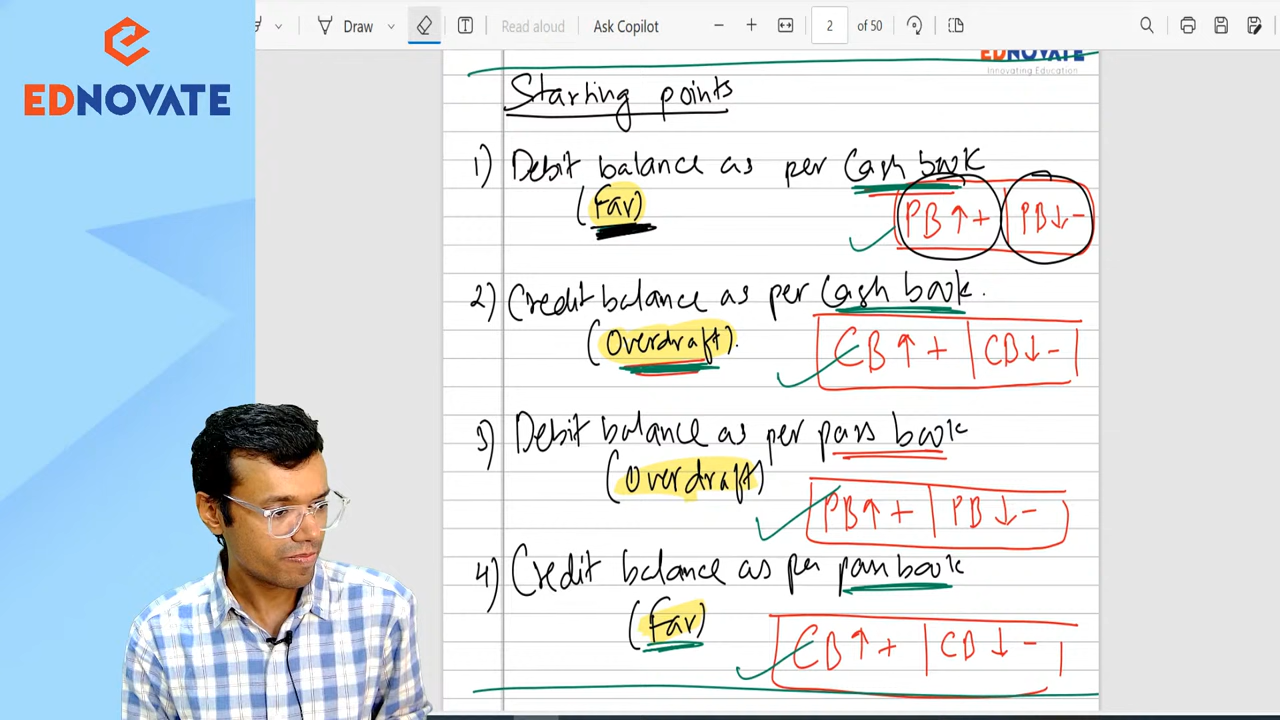 Draw
Read aloud
Ask Copilot
2
of 50
EDNOVATE
EDNOVATE
Innovating Education
Starting points
1) Debit balance as per Cash book
(Fav)
PB↑+ | PB↓-
2) Credit balance as per Cash book.
(Overdraft).
CB↑+ | CB↓-
3) Debit balance as per pass book
(Overdraft)
PB↑+ | PB↓-
4) Credit balance as per pass book
(Fav)
CB↑+ | CB↓-